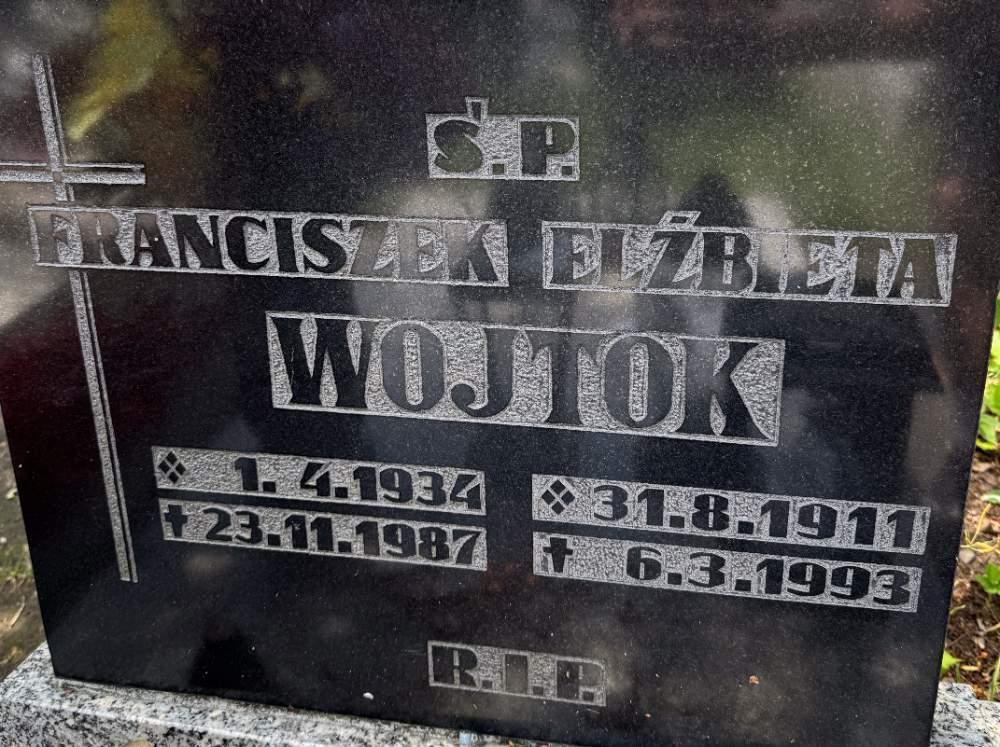 Ś.P.
FRANCISZEK ELŻBIETA
WOJTOK
1.4.1934 31.8.1911
✝ 23.11.1987 ✝ 6.3.1993
R.I.P.